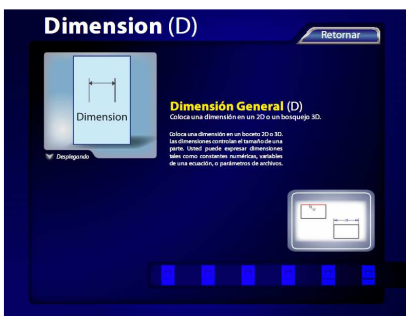 Dimension (D)
Retornar
Dimension
Desplegando
Dimensión General (D)
Coloca una dimensión en un 2D o un bosquejo 3D.
Coloca una dimensión en un boceto 2D o 3D.
Las dimensiones controlan el tamaño de una
parte. Usted puede expresar dimensiones
tales como constantes numéricas, variables
de una ecuación, o parámetros de archivos.